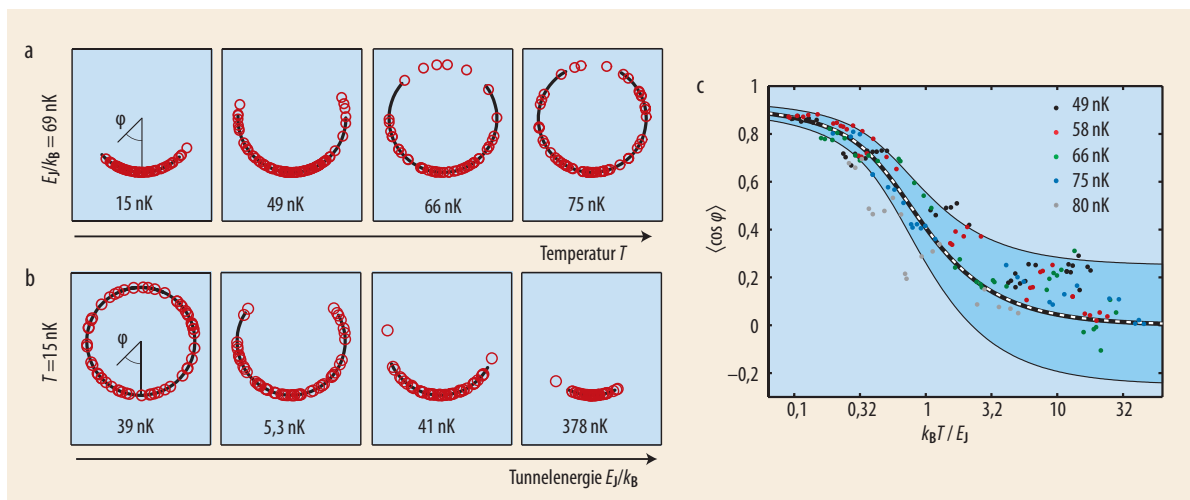 a
E_J/k_B = 69 nK
φ
15 nK
49 nK
66 nK
75 nK
Temperatur T
b
T = 15 nK
φ
39 nK
5,3 nK
41 nK
378 nK
Tunnelenergie E_J/k_B
c
⟨cos φ⟩
1
0,8
0,6
0,4
0,2
0
−0,2
49 nK
58 nK
66 nK
75 nK
80 nK
0,1
0,32
1
3,2
10
32
k_BT / E_J